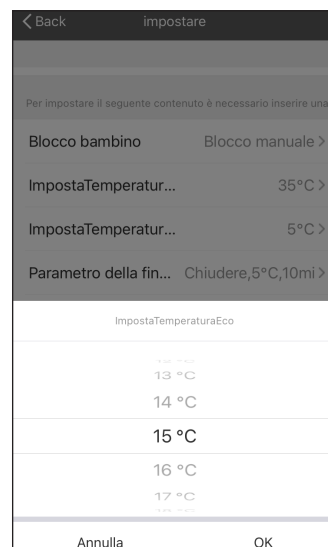 Back impostare
Per impostare il seguente contenuto è necessario inserire una
Blocco bambino Blocco manuale >
ImpostaTemperatur... 35°C >
ImpostaTemperatur... 5°C >
Parametro della fin... Chiudere,5°C,10mi >
ImpostaTemperaturaEco
13 °C
14 °C
15 °C
16 °C
17 °C
Annulla OK